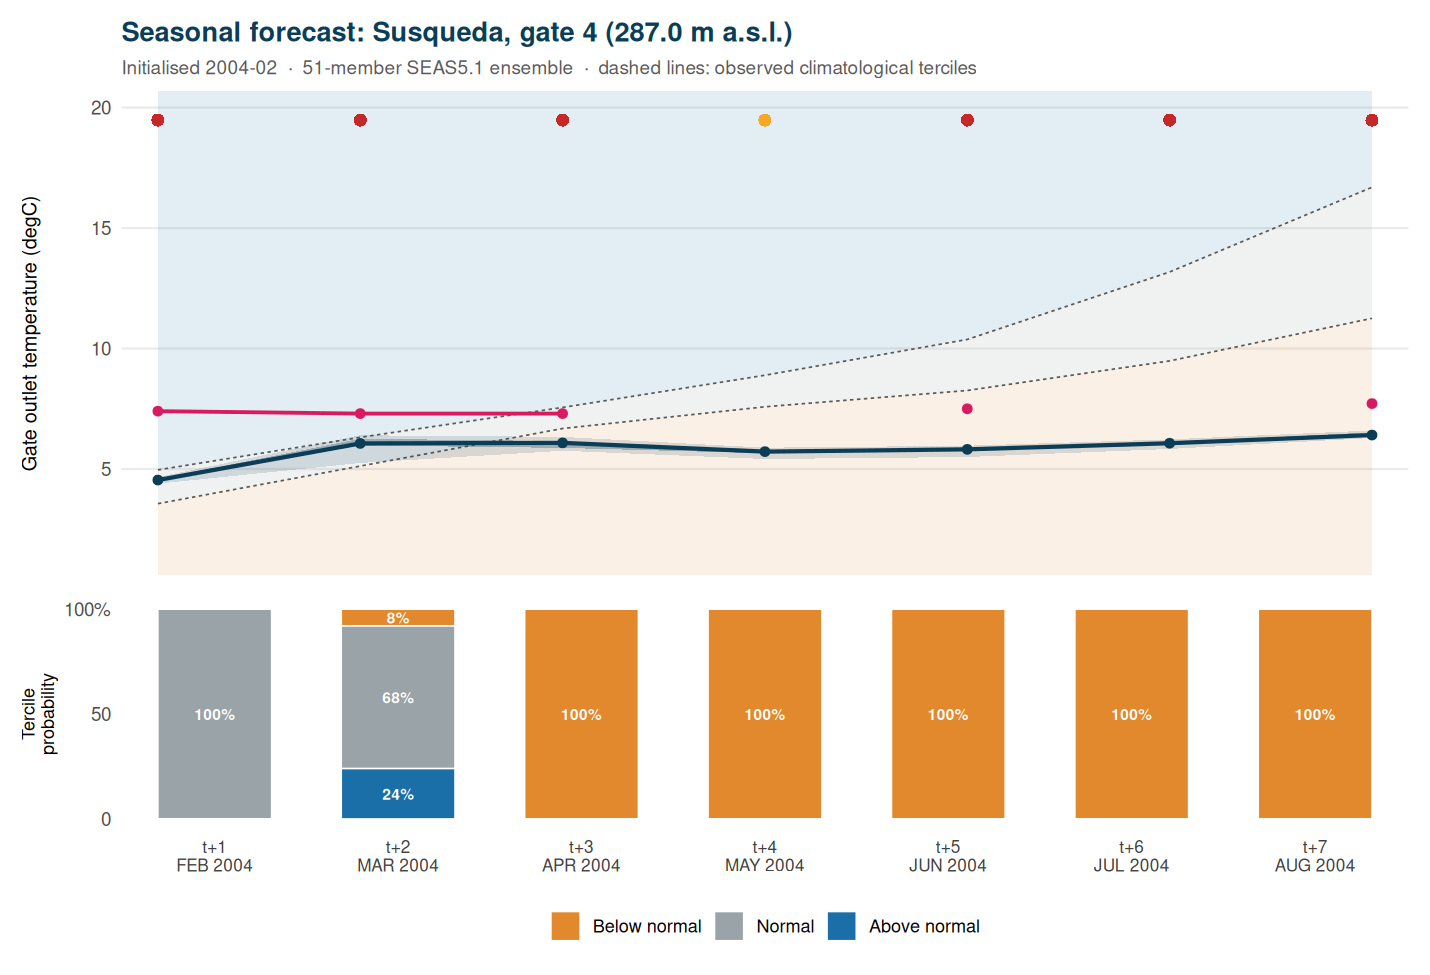 Seasonal forecast: Susqueda, gate 4 (287.0 m a.s.l.)
Initialised 2004-02 · 51-member SEAS5.1 ensemble · dashed lines: observed climatological terciles
Gate outlet temperature (degC)
20
15
10
5
Tercile
probability
100%
50
0
100%
8%
68%
24%
100%
100%
100%
100%
100%
t+1
FEB 2004
t+2
MAR 2004
t+3
APR 2004
t+4
MAY 2004
t+5
JUN 2004
t+6
JUL 2004
t+7
AUG 2004
Below normal
Normal
Above normal